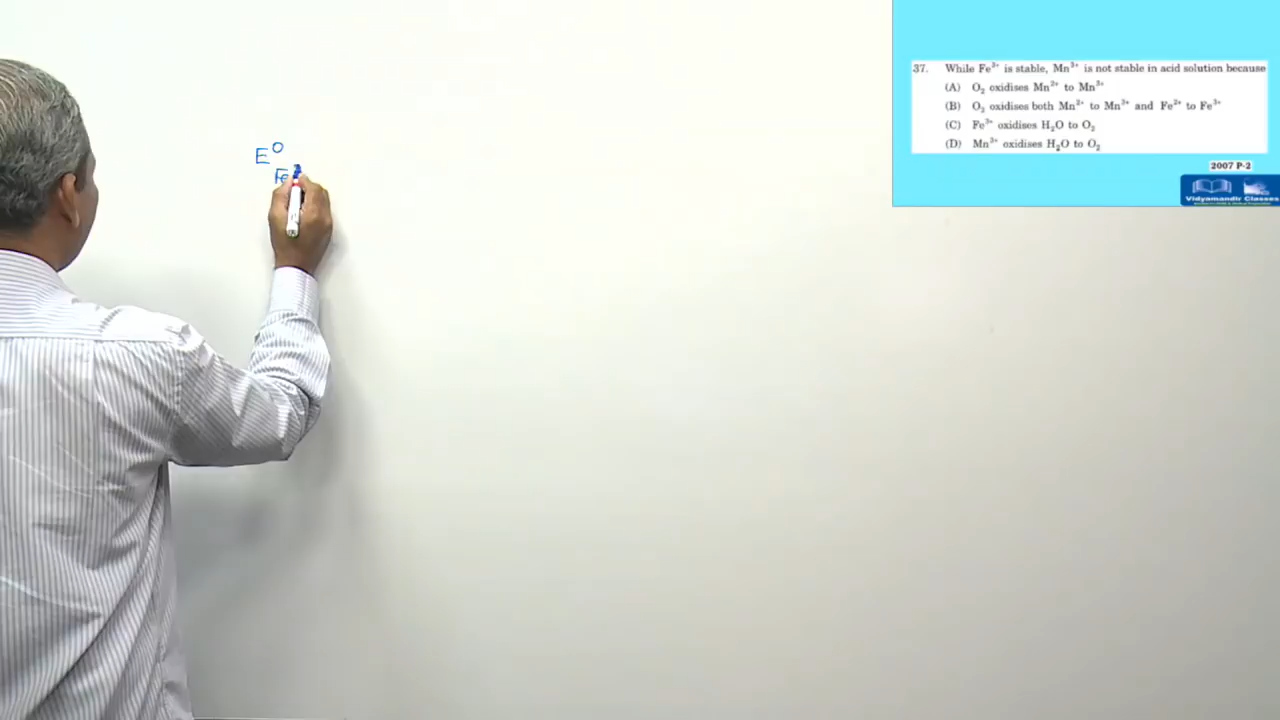 37. While Fe³⁺ is stable, Mn³⁺ is not stable in acid solution because
(A) O₂ oxidises Mn²⁺ to Mn³⁺
(B) O₂ oxidises both Mn²⁺ to Mn³⁺ and Fe²⁺ to Fe³⁺
(C) Fe³⁺ oxidises H₂O to O₂
(D) Mn³⁺ oxidises H₂O to O₂
2007 P-2
Vidyamandir Classes
E⁰
Fe